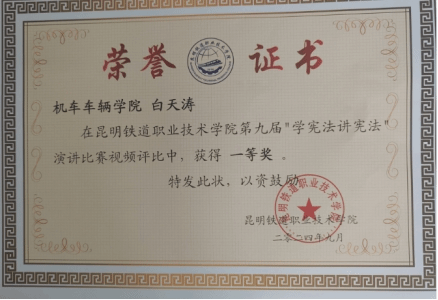 荣誉证书
机车车辆学院 白天涛
在昆明铁道职业技术学院第九届"学宪法讲宪法"
演讲比赛视频评比中，获得 一等奖 。
特发此状，以资鼓励
昆明铁道职业技术学院
二〇二四年九月